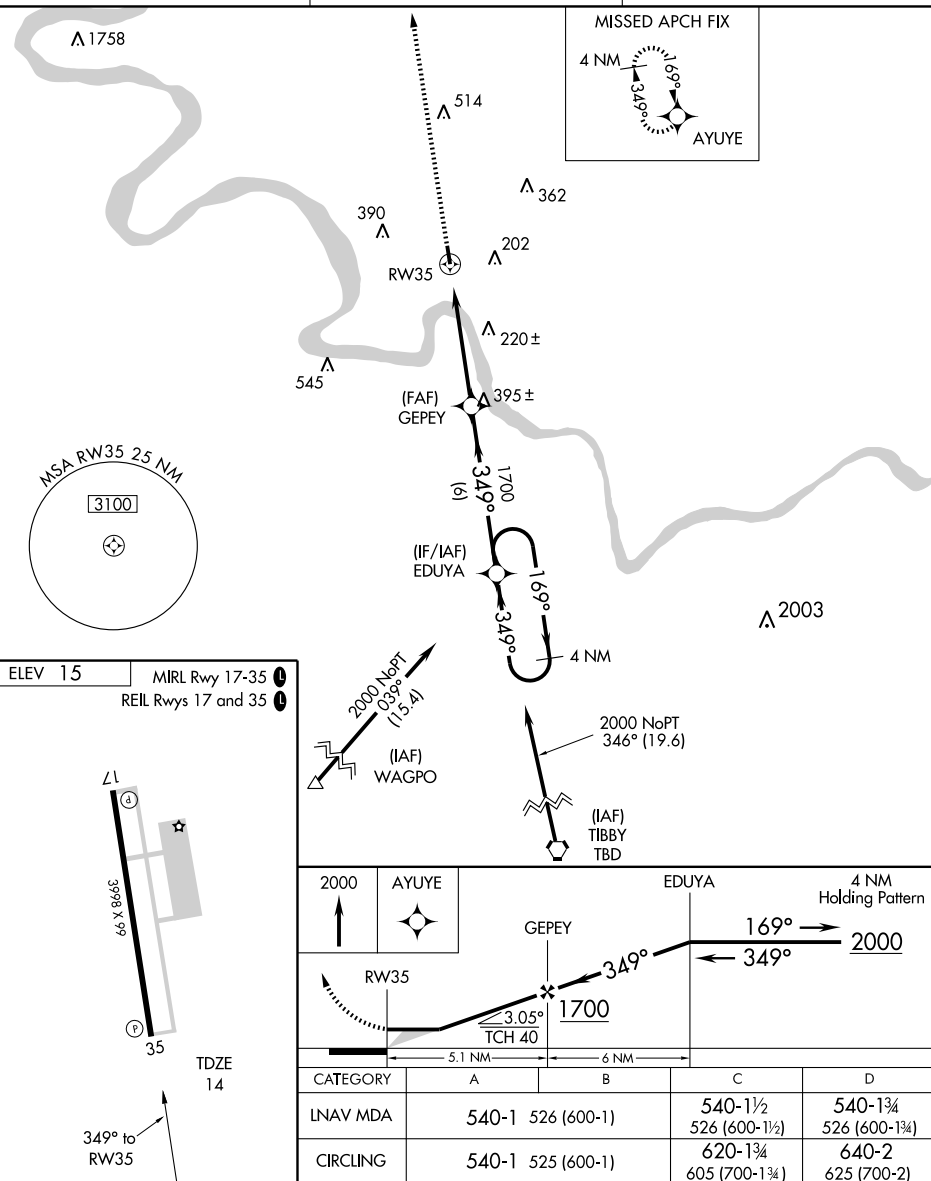 1758
514
362
390
202
RW35
220 ±
545
395 ±
(FAF)
GEPEY
MISSED APCH FIX
4 NM
169°
349°
AYUYE
MSA RW35 25 NM
3100
1700
349°
(6)
(IF/IAF)
EDUYA
169°
349°
4 NM
2003
2000 NoPT
039°
(15.4)
(IAF)
WAGPO
2000 NoPT
346° (19.6)
(IAF)
TIBBY
TBD
ELEV 15
MIRL Rwy 17-35 L
REIL Rwys 17 and 35 L
17
P
3998 X 99
P
35
TDZE
14
349° to
RW35
2000
AYUYE
EDUYA
4 NM
Holding Pattern
GEPEY
169°
2000
349°
349°
RW35
1700
3.05°
TCH 40
5.1 NM
6 NM
CATEGORY A B C D
LNAV MDA 540-1 526 (600-1) 540-1½ 540-1¾
526 (600-1½) 526 (600-1¾)
CIRCLING 540-1 525 (600-1) 620-1¾ 640-2
605 (700-1¾) 625 (700-2)